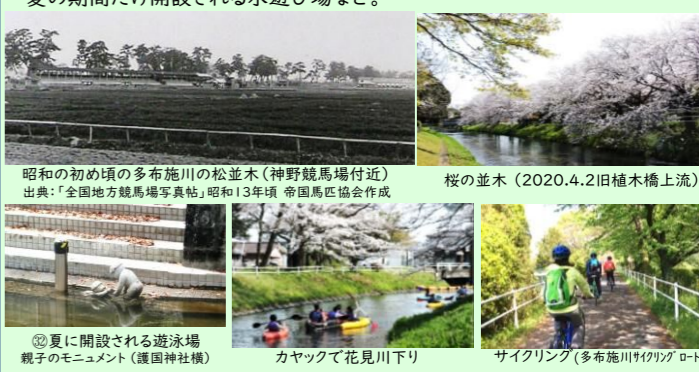 夏の期間だけ開設される水遊び場など。
昭和の初め頃の多布施川の松並木(神野競馬場付近)
出典:「全国地方競馬場写真帖」昭和13年頃 帝国馬匹協会作成
桜の並木 (2020.4.2旧植木橋上流)
㉜夏に開設される遊泳場
親子のモニュメント (護国神社横)
カヤックで花見川下り
サイクリング(多布施川サイクリングロード